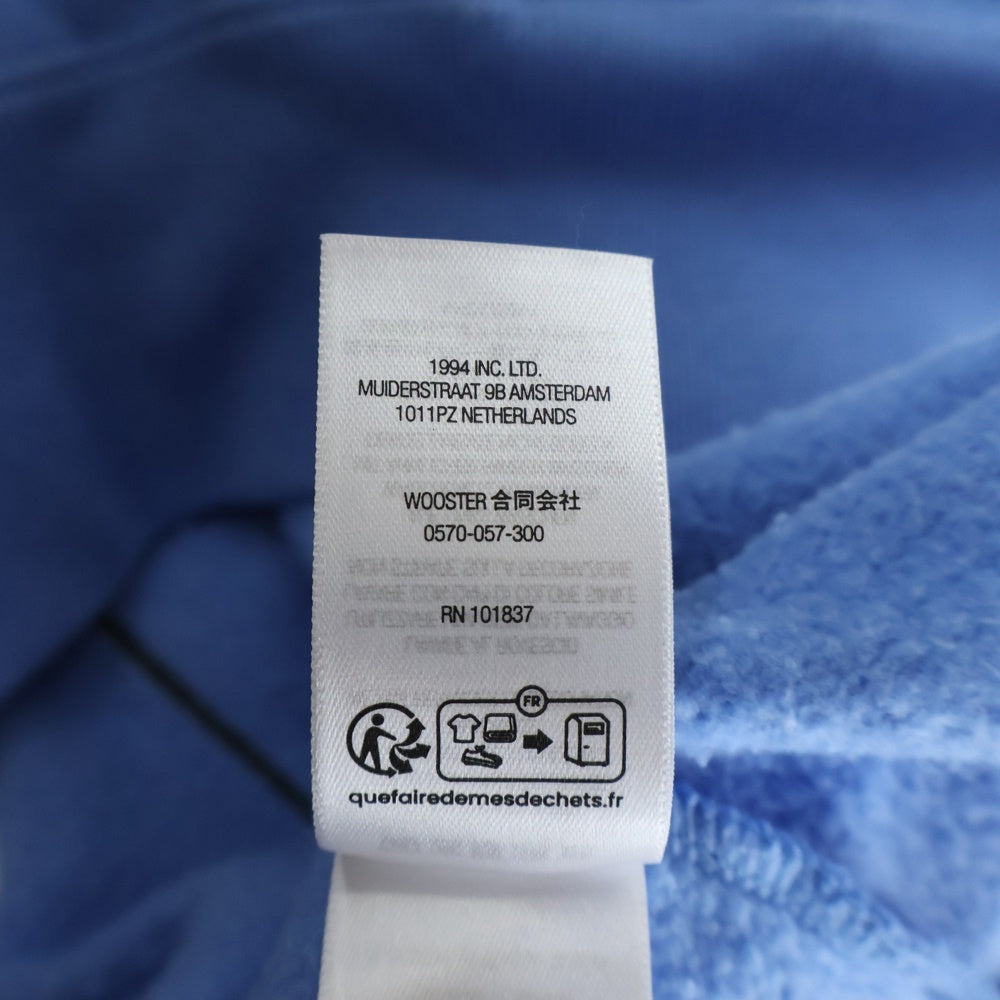 1994 INC. LTD.
MUIDERSTRAAT 9B AMSTERDAM
1011PZ NETHERLANDS
WOOSTER 合同会社
0570-057-300
RN 101837
FR
quefairedemesdechets.fr